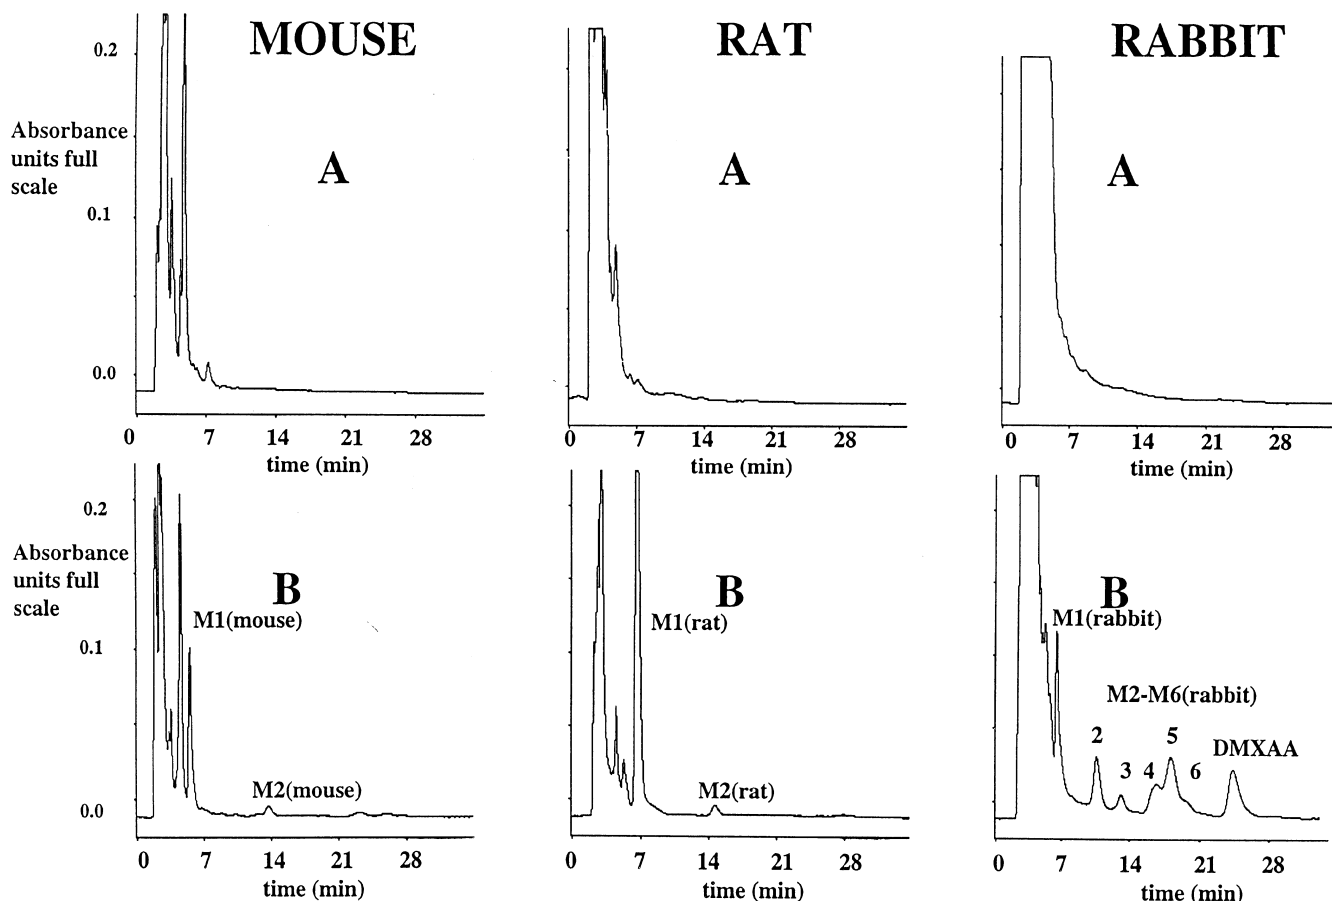 MOUSE
RAT
RABBIT
0.2
Absorbance
units full
scale
A
A
A
0.1
0.0
0 7 14 21 28
time (min)
0 7 14 21 28
time (min)
0 7 14 21 28
time (min)
0.2
Absorbance
units full
scale
B
M1(mouse)
0.1
M2(mouse)
0.0
0 7 14 21 28
time (min)
B
M1(rat)
M2(rat)
0 7 14 21 28
time (min)
B
M1(rabbit)
M2-M6(rabbit)
2
3
4
5
6
DMXAA
0 7 14 21 28
time (min)